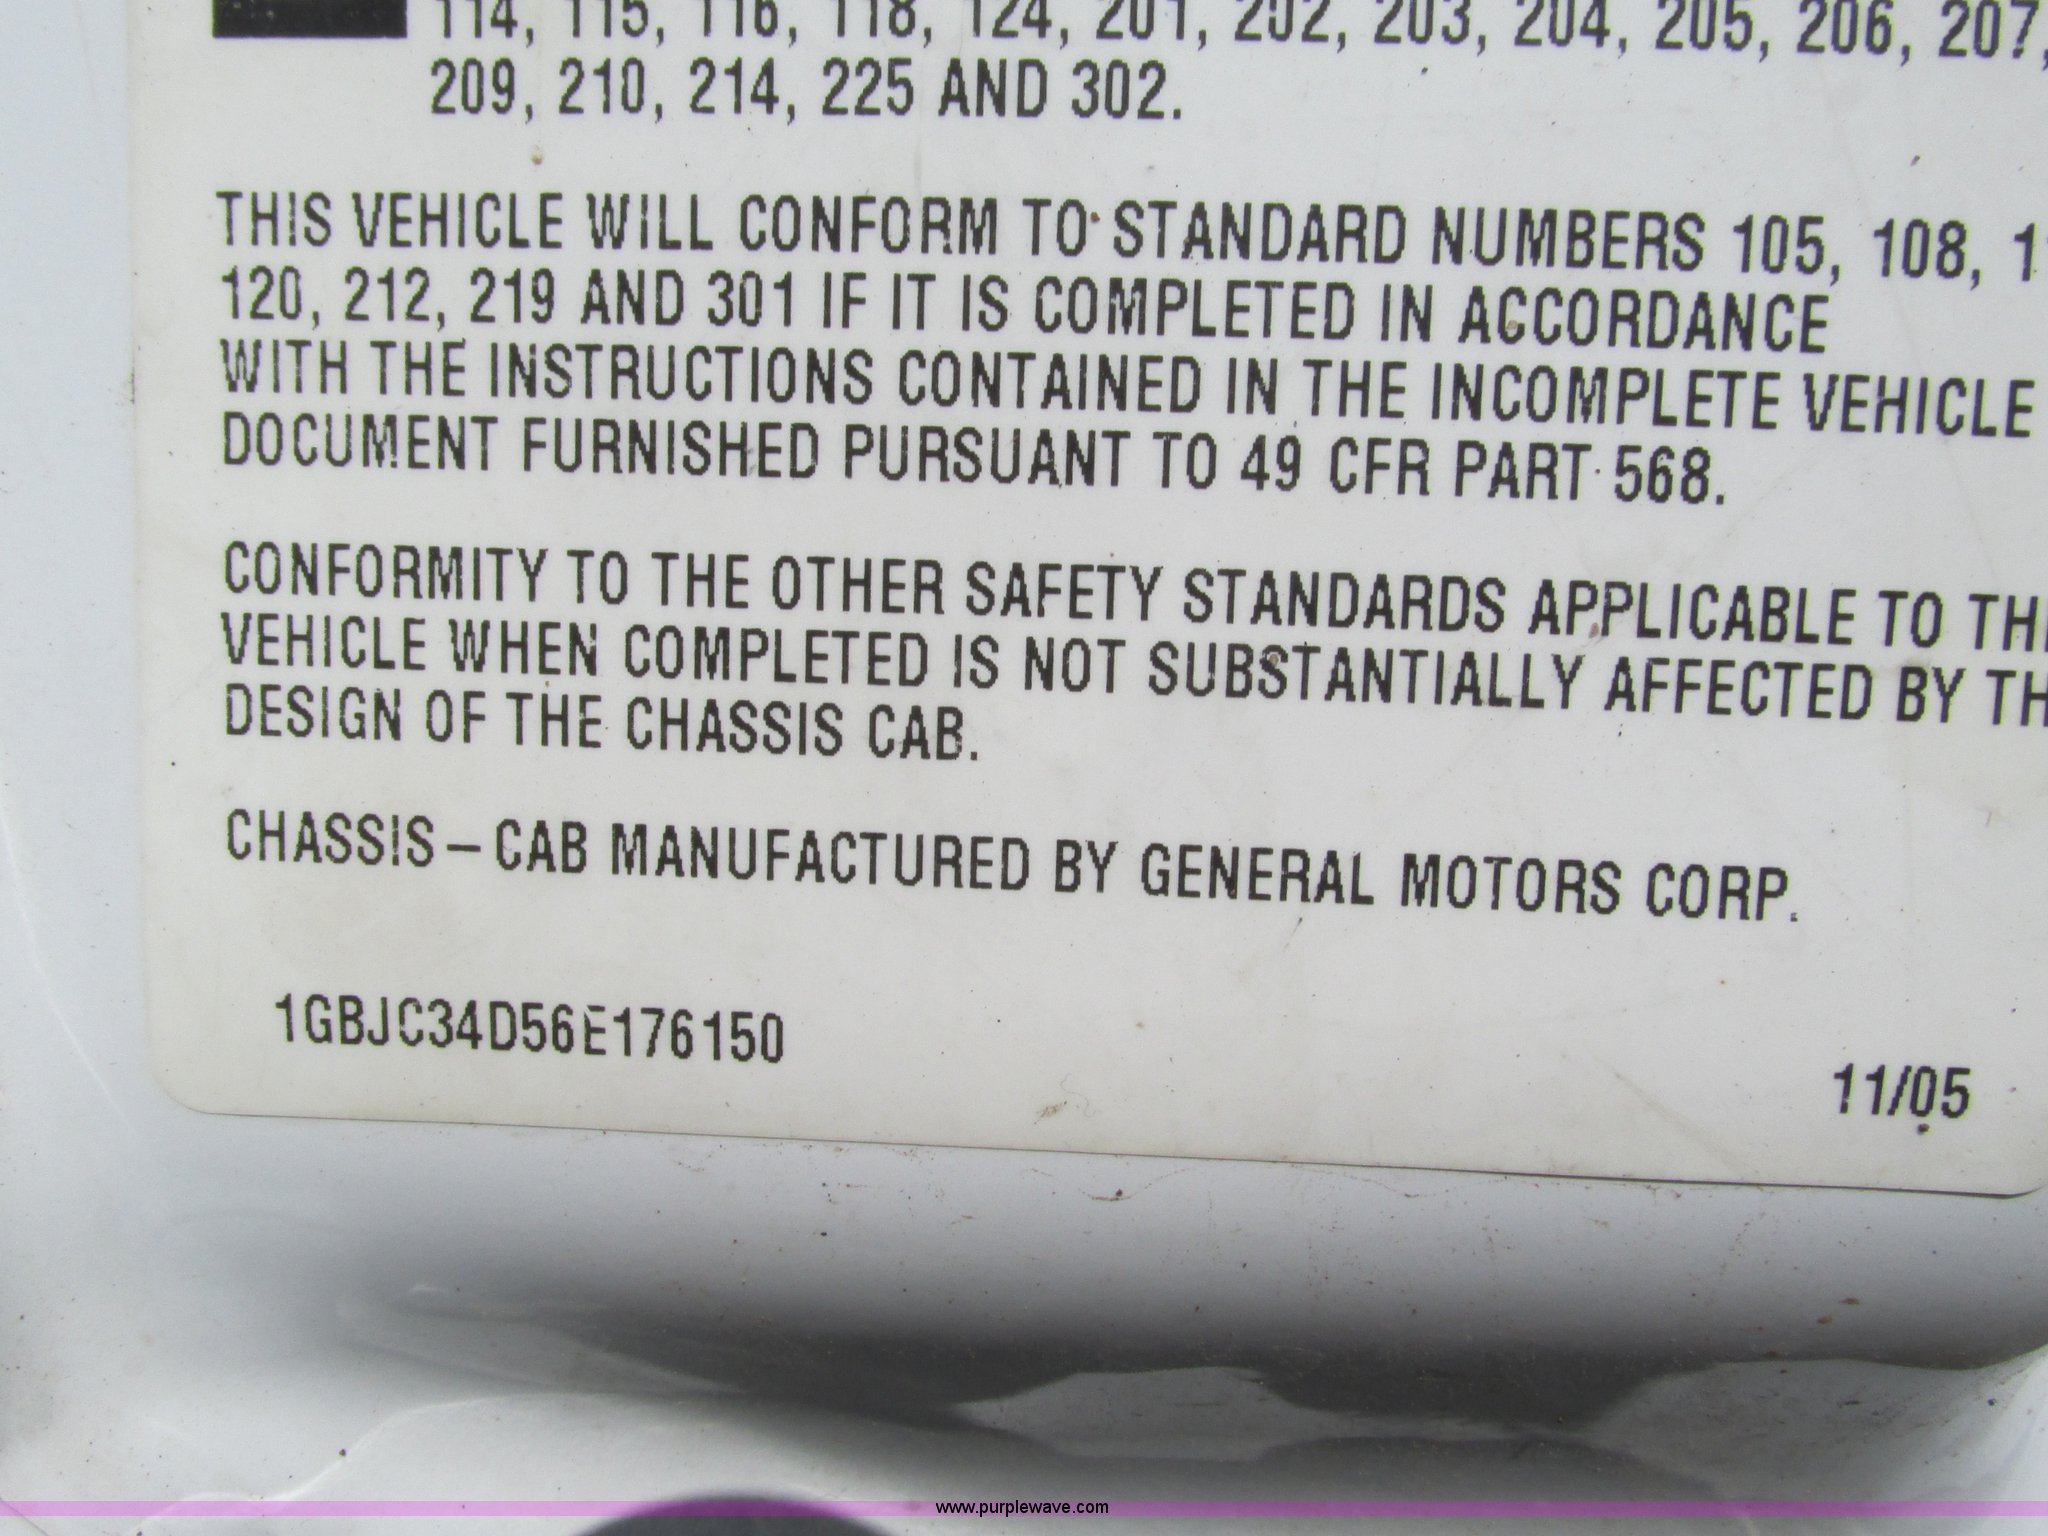 114, 115, 116, 118, 124, 201, 202, 203, 204, 205, 206, 207,
209, 210, 214, 225 AND 302.
THIS VEHICLE WILL CONFORM TO STANDARD NUMBERS 105, 108,
120, 212, 219 AND 301 IF IT IS COMPLETED IN ACCORDANCE
WITH THE INSTRUCTIONS CONTAINED IN THE INCOMPLETE VEHICLE
DOCUMENT FURNISHED PURSUANT TO 49 CFR PART 568.
CONFORMITY TO THE OTHER SAFETY STANDARDS APPLICABLE TO
VEHICLE WHEN COMPLETED IS NOT SUBSTANTIALLY AFFECTED BY
DESIGN OF THE CHASSIS CAB.
CHASSIS – CAB MANUFACTURED BY GENERAL MOTORS CORP.
1GBJC34D56E176150
11/05
www.purplewave.com